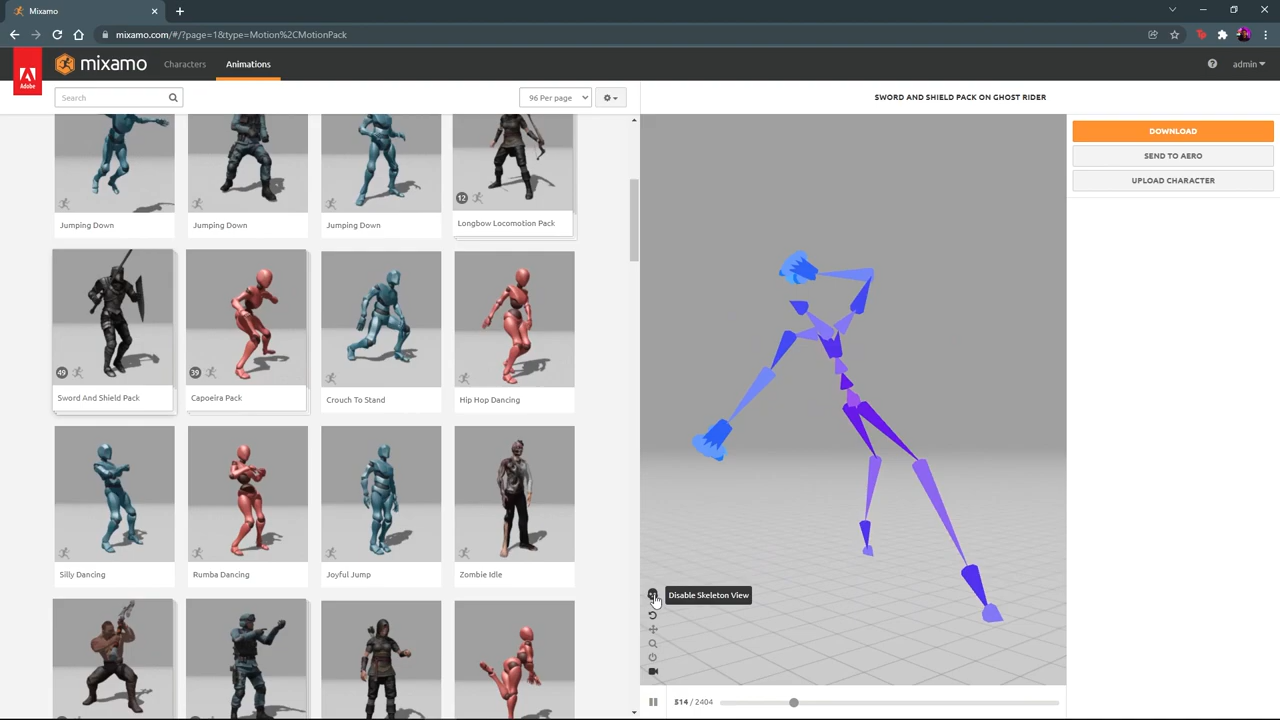 Mixamo
mixamo.com/#/?page=1&type=Motion%2CMotionPack
Adobe
mixamo
Characters
Animations
admin
Search
96 Per page
SWORD AND SHIELD PACK ON GHOST RIDER
DOWNLOAD
SEND TO AERO
UPLOAD CHARACTER
12
Jumping Down
Jumping Down
Jumping Down
Longbow Locomotion Pack
49
39
Sword And Shield Pack
Capoeira Pack
Crouch To Stand
Hip Hop Dancing
Silly Dancing
Rumba Dancing
Joyful Jump
Zombie Idle
Disable Skeleton View
514 / 2404